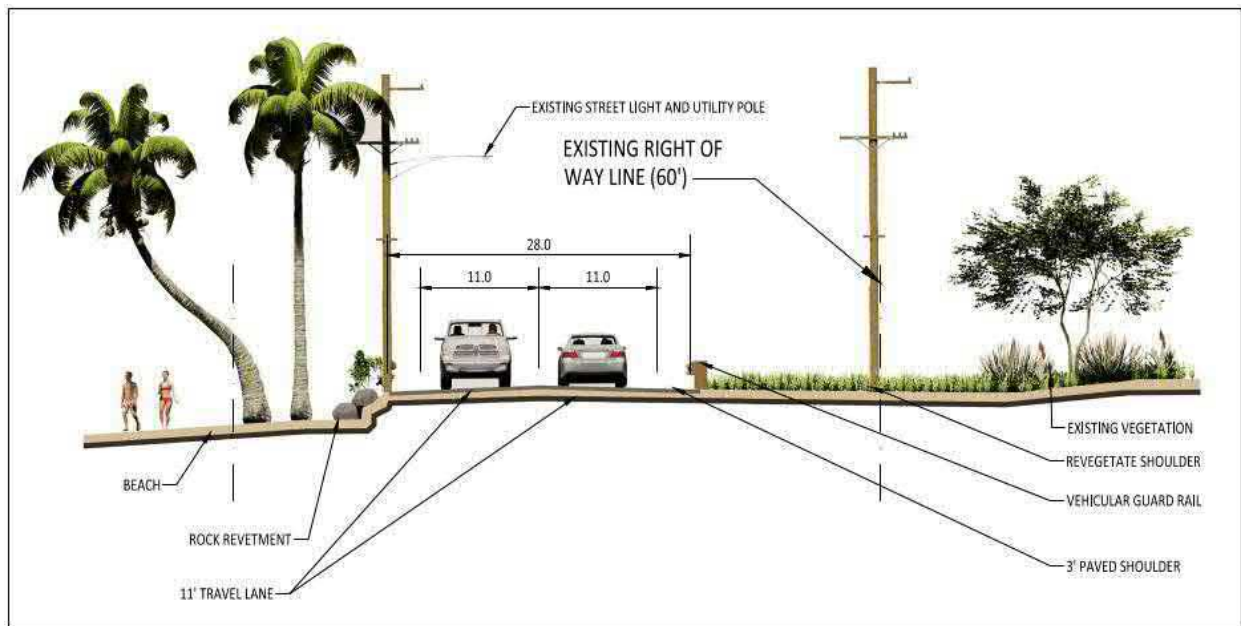 EXISTING STREET LIGHT AND UTILITY POLE
EXISTING RIGHT OF
WAY LINE (60')
28.0
11.0
11.0
EXISTING VEGETATION
REVEGETATE SHOULDER
BEACH
VEHICULAR GUARD RAIL
ROCK REVETMENT
3' PAVED SHOULDER
11' TRAVEL LANE